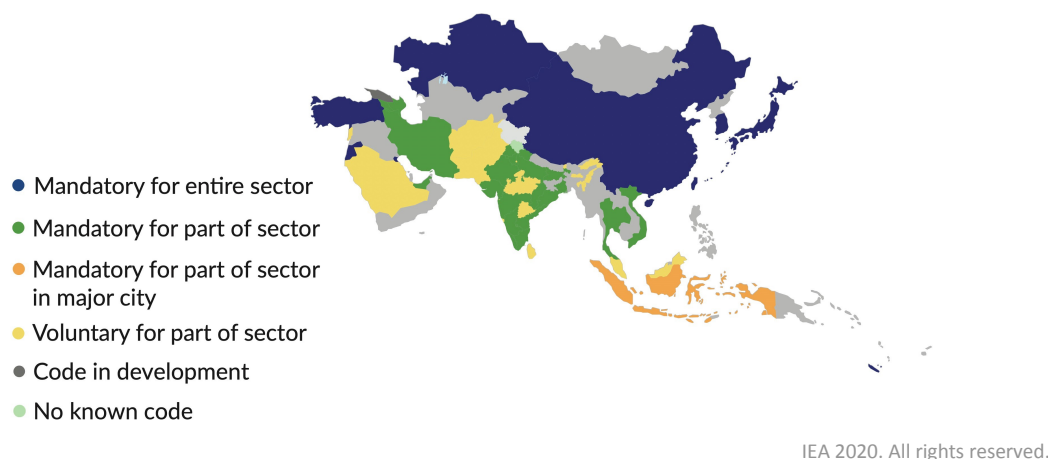 Mandatory for entire sector
Mandatory for part of sector
Mandatory for part of sector
in major city
Voluntary for part of sector
Code in development
No known code
IEA 2020. All rights reserved.